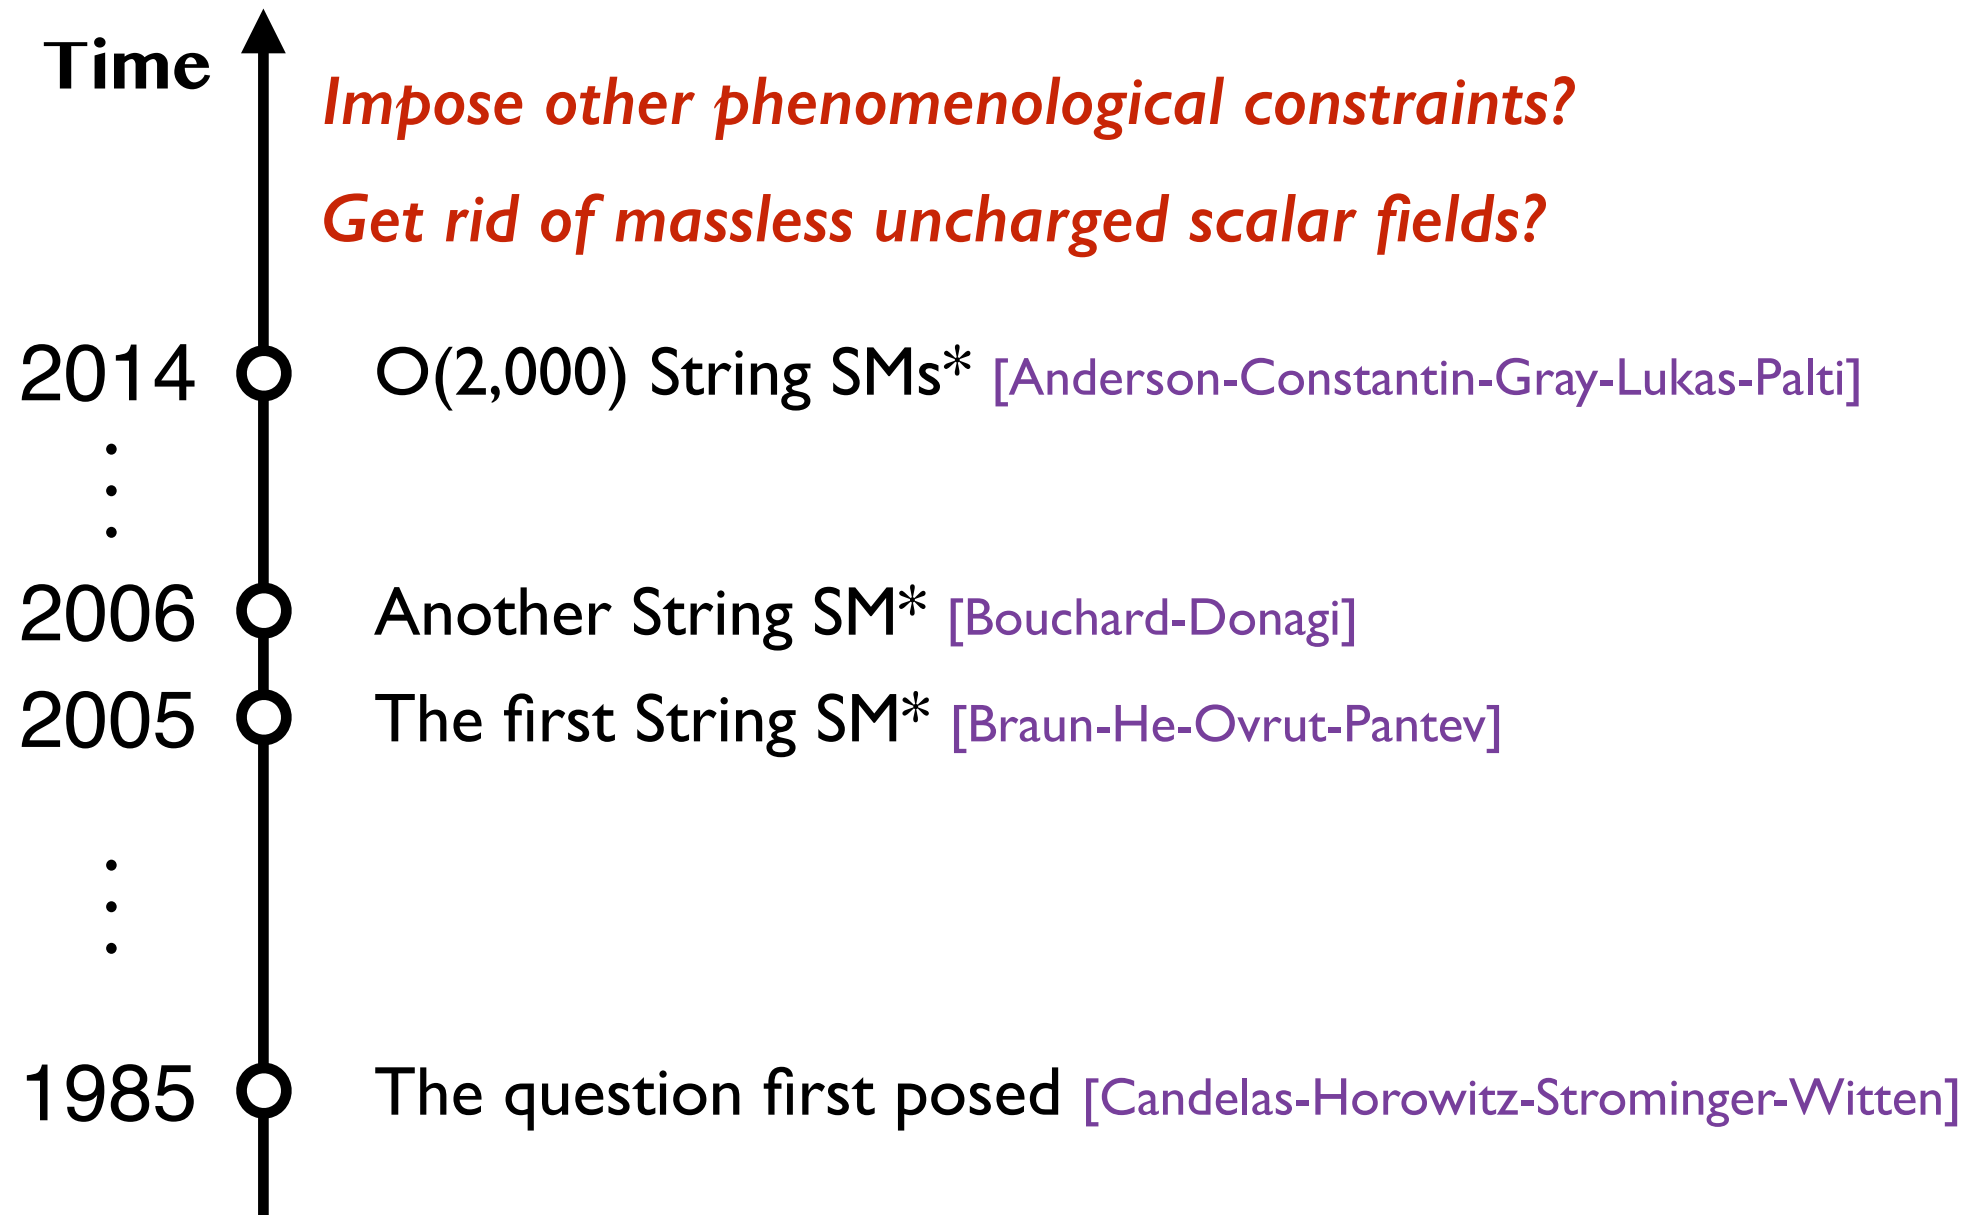 Time
Impose other phenomenological constraints?
Get rid of massless uncharged scalar fields?
2014 O(2,000) String SMs* [Anderson-Constantin-Gray-Lukas-Palti]
2006 Another String SM* [Bouchard-Donagi]
2005 The first String SM* [Braun-He-Ovrut-Pantev]
1985 The question first posed [Candelas-Horowitz-Strominger-Witten]